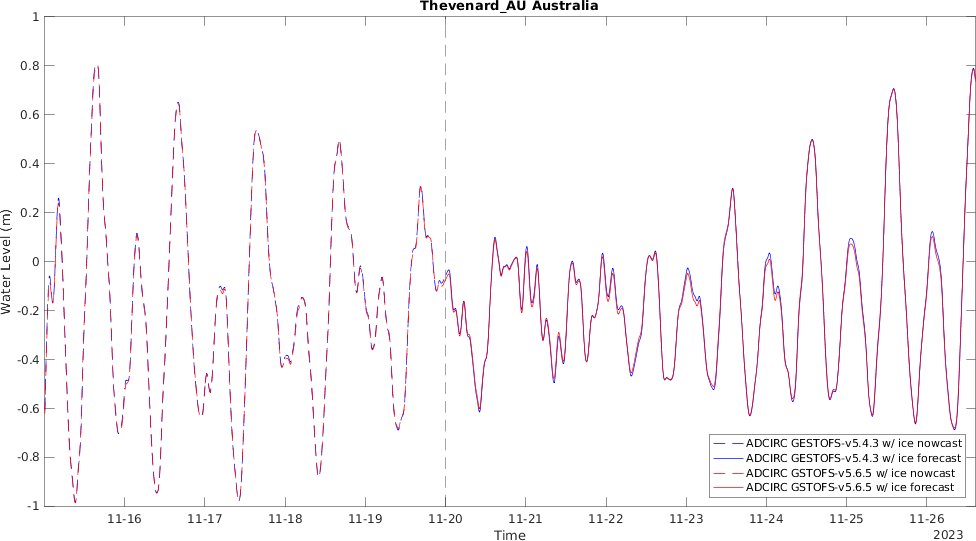 Thevenard_AU Australia
1
0.8
0.6
0.4
0.2
0
-0.2
-0.4
-0.6
-0.8
-1
Water Level (m)
ADCIRC GESTOFS-v5.4.3 w/ ice nowcast
ADCIRC GESTOFS-v5.4.3 w/ ice forecast
ADCIRC GSTOFS-v5.6.5 w/ ice nowcast
ADCIRC GSTOFS-v5.6.5 w/ ice forecast
11-16 11-17 11-18 11-19 11-20 11-21 11-22 11-23 11-24 11-25 11-26
Time
2023